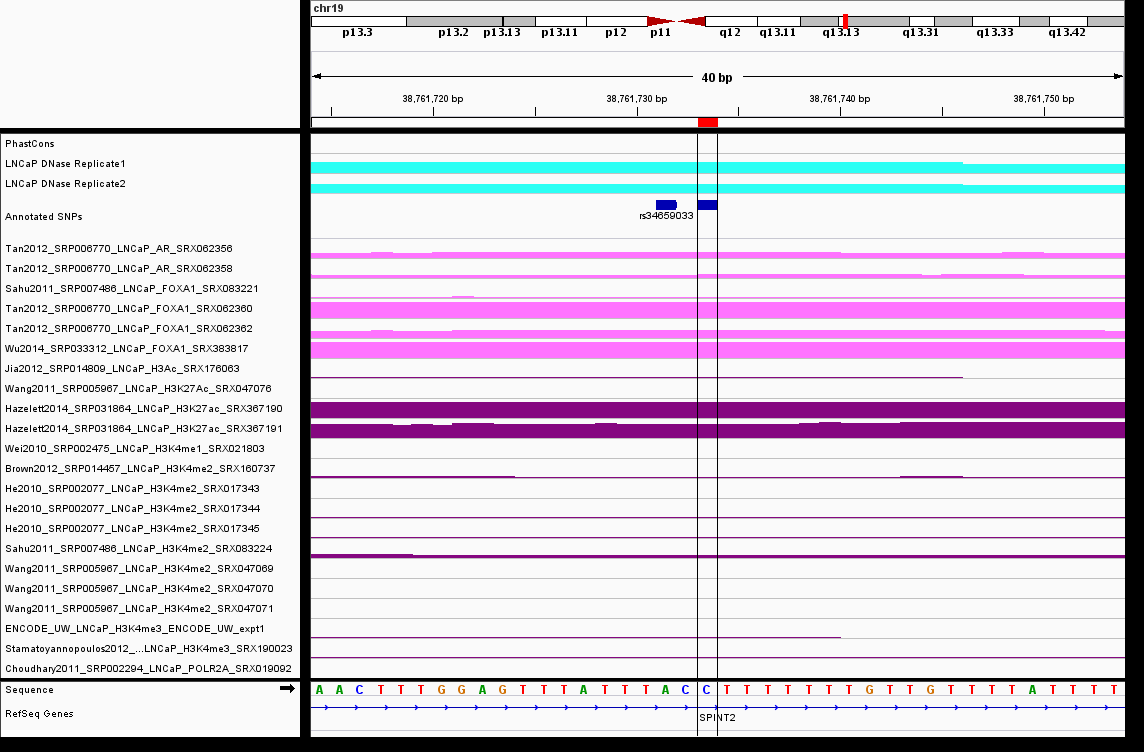 chr19
p13.3 p13.2 p13.13 p13.11 p12 p11 q12 q13.11 q13.13 q13.31 q13.33 q13.42
40 bp
38,761,720 bp 38,761,730 bp 38,761,740 bp 38,761,750 bp
PhastCons
LNCaP DNase Replicate1
LNCaP DNase Replicate2
Annotated SNPs
rs34659033
Tan2012_SRP006770_LNCaP_AR_SRX062356
Tan2012_SRP006770_LNCaP_AR_SRX062358
Sahu2011_SRP007486_LNCaP_FOXA1_SRX083221
Tan2012_SRP006770_LNCaP_FOXA1_SRX062360
Tan2012_SRP006770_LNCaP_FOXA1_SRX062362
Wu2014_SRP033312_LNCaP_FOXA1_SRX383817
Jia2012_SRP014809_LNCaP_H3Ac_SRX176063
Wang2011_SRP005967_LNCaP_H3K27Ac_SRX047076
Hazelett2014_SRP031864_LNCaP_H3K27ac_SRX367190
Hazelett2014_SRP031864_LNCaP_H3K27ac_SRX367191
Wei2010_SRP002475_LNCaP_H3K4me1_SRX021803
Brown2012_SRP014457_LNCaP_H3K4me2_SRX160737
He2010_SRP002077_LNCaP_H3K4me2_SRX017343
He2010_SRP002077_LNCaP_H3K4me2_SRX017344
He2010_SRP002077_LNCaP_H3K4me2_SRX017345
Sahu2011_SRP007486_LNCaP_H3K4me2_SRX083224
Wang2011_SRP005967_LNCaP_H3K4me2_SRX047069
Wang2011_SRP005967_LNCaP_H3K4me2_SRX047070
Wang2011_SRP005967_LNCaP_H3K4me2_SRX047071
ENCODE_UW_LNCaP_H3K4me3_ENCODE_UW_expt1
Stamatoyannopoulos2012_...LNCaP_H3K4me3_SRX190023
Choudhary2011_SRP002294_LNCaP_POLR2A_SRX019092
Sequence A A C T T T G G A G T T T A T T T A C C T T T T T T T G T T G T T T T A T T T T
RefSeq Genes
SPINT2